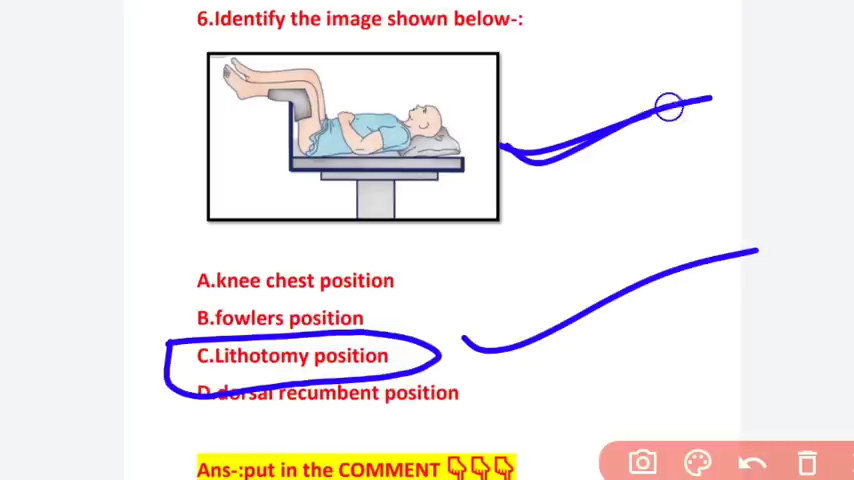 6.Identify the image shown below-:
A.knee chest position
B.fowlers position
C.Lithotomy position
D.dorsal recumbent position
Ans-:put in the COMMENT 👇👇👇